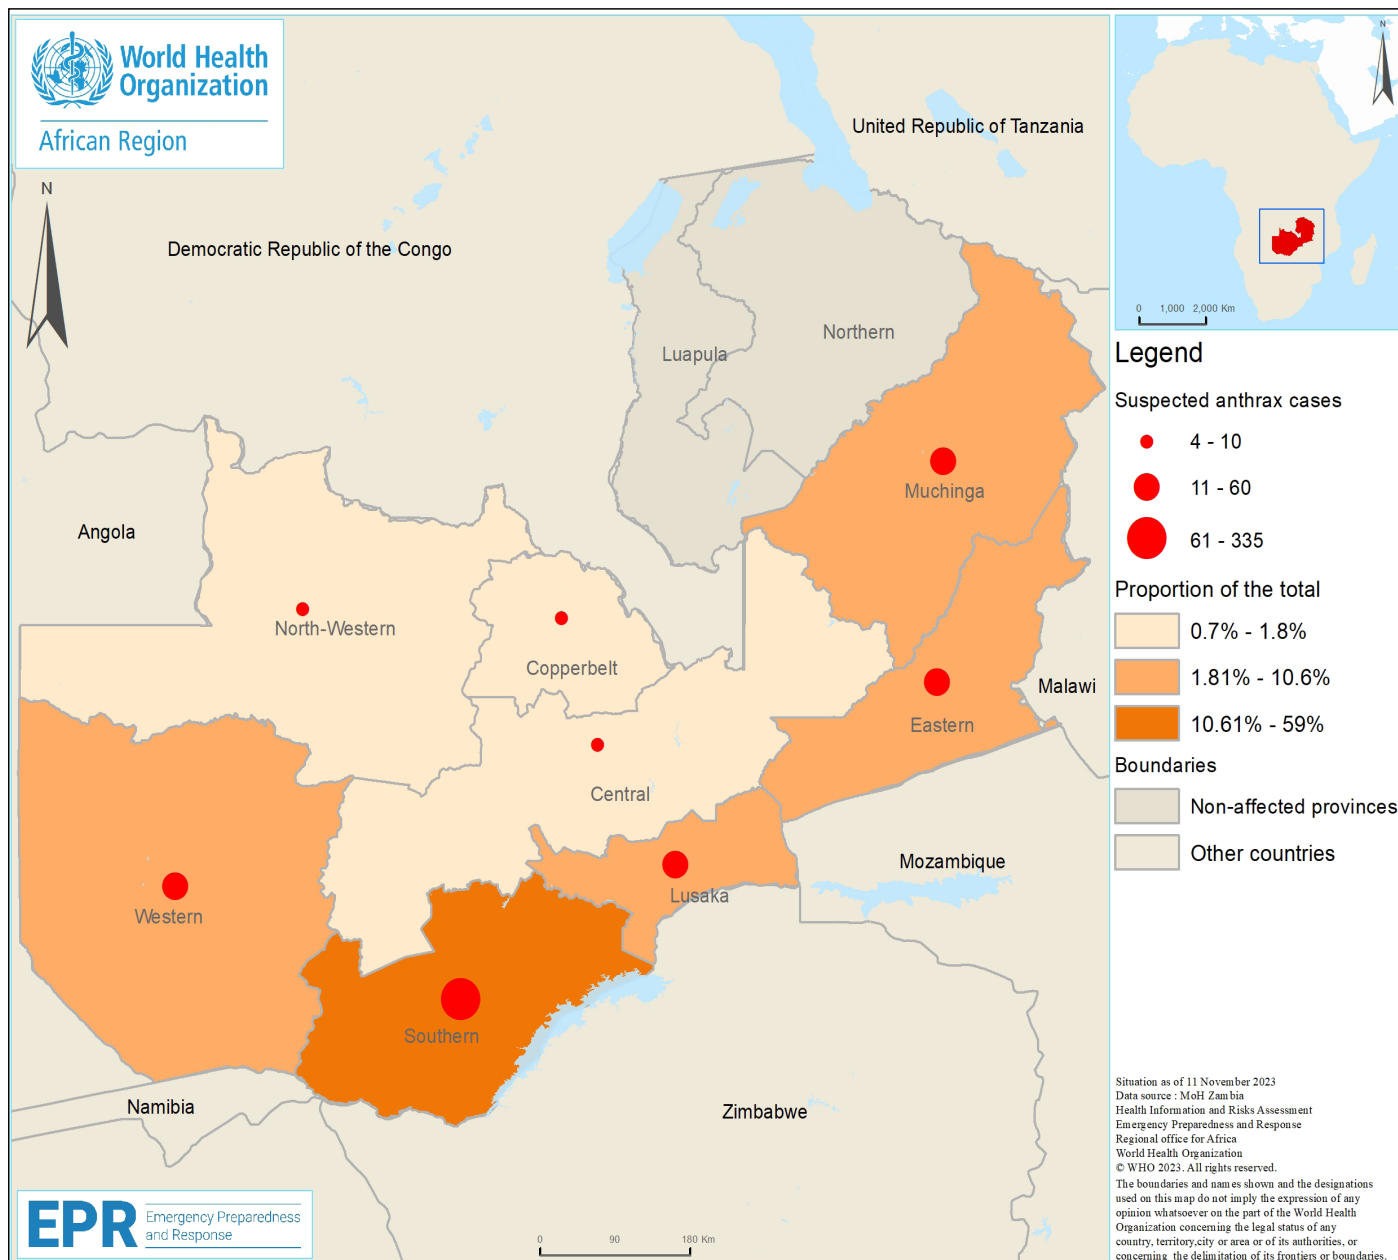 World Health
Organization
African Region
N
United Republic of Tanzania
Democratic Republic of the Congo
Northern
Luapula
Muchinga
Angola
North-Western
Copperbelt
Malawi
Eastern
Central
Mozambique
Lusaka
Western
Southern
Namibia
Zimbabwe
EPR
Emergency Preparedness
and Response
0 90 180 Km
N
0 1,000 2,000 Km
Legend
Suspected anthrax cases
4 - 10
11 - 60
61 - 335
Proportion of the total
0.7% - 1.8%
1.81% - 10.6%
10.61% - 59%
Boundaries
Non-affected provinces
Other countries
Situation as of 11 November 2023
Data source : MoH Zambia
Health Information and Risks Assessment
Emergency Preparedness and Response
Regional office for Africa
World Health Organization
© WHO 2023. All rights reserved.
The boundaries and names shown and the designations
used on this map do not imply the expression of any
opinion whatsoever on the part of the World Health
Organization concerning the legal status of any
country, territory,city or area or of its authorities, or
concerning the delimitation of its frontiers or boundaries.